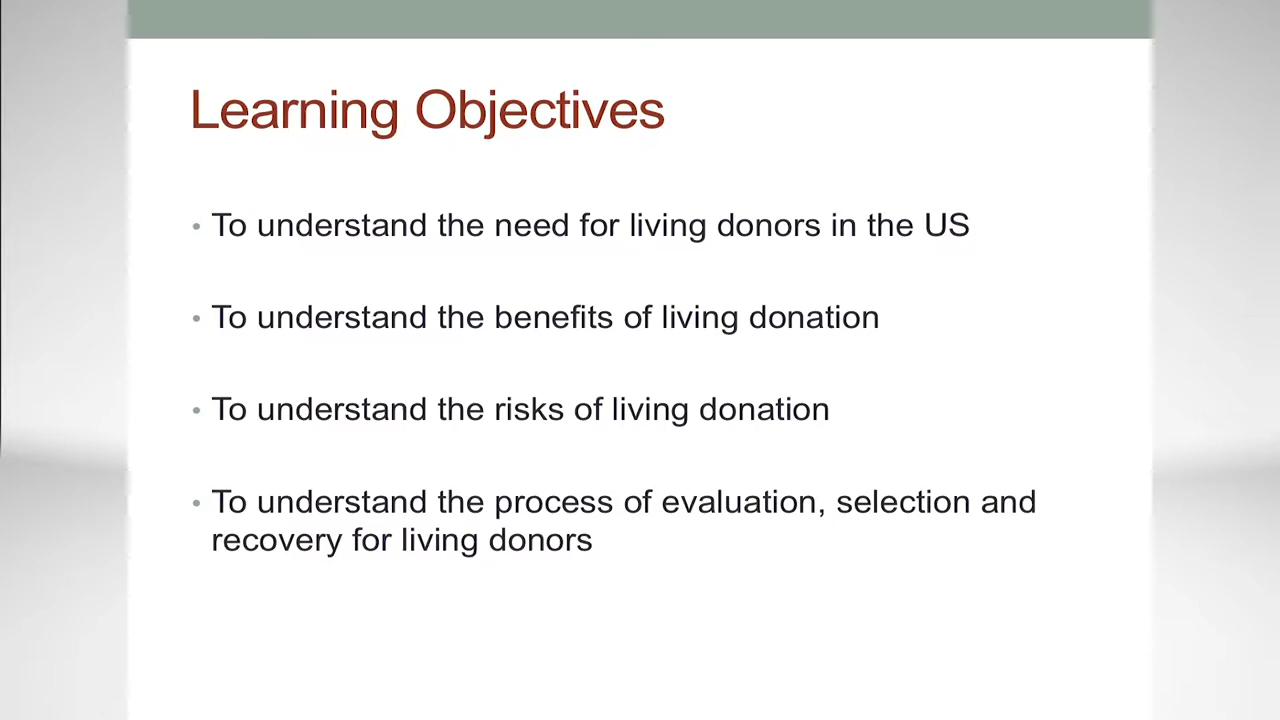 Learning Objectives
• To understand the need for living donors in the US
• To understand the benefits of living donation
• To understand the risks of living donation
• To understand the process of evaluation, selection and
recovery for living donors